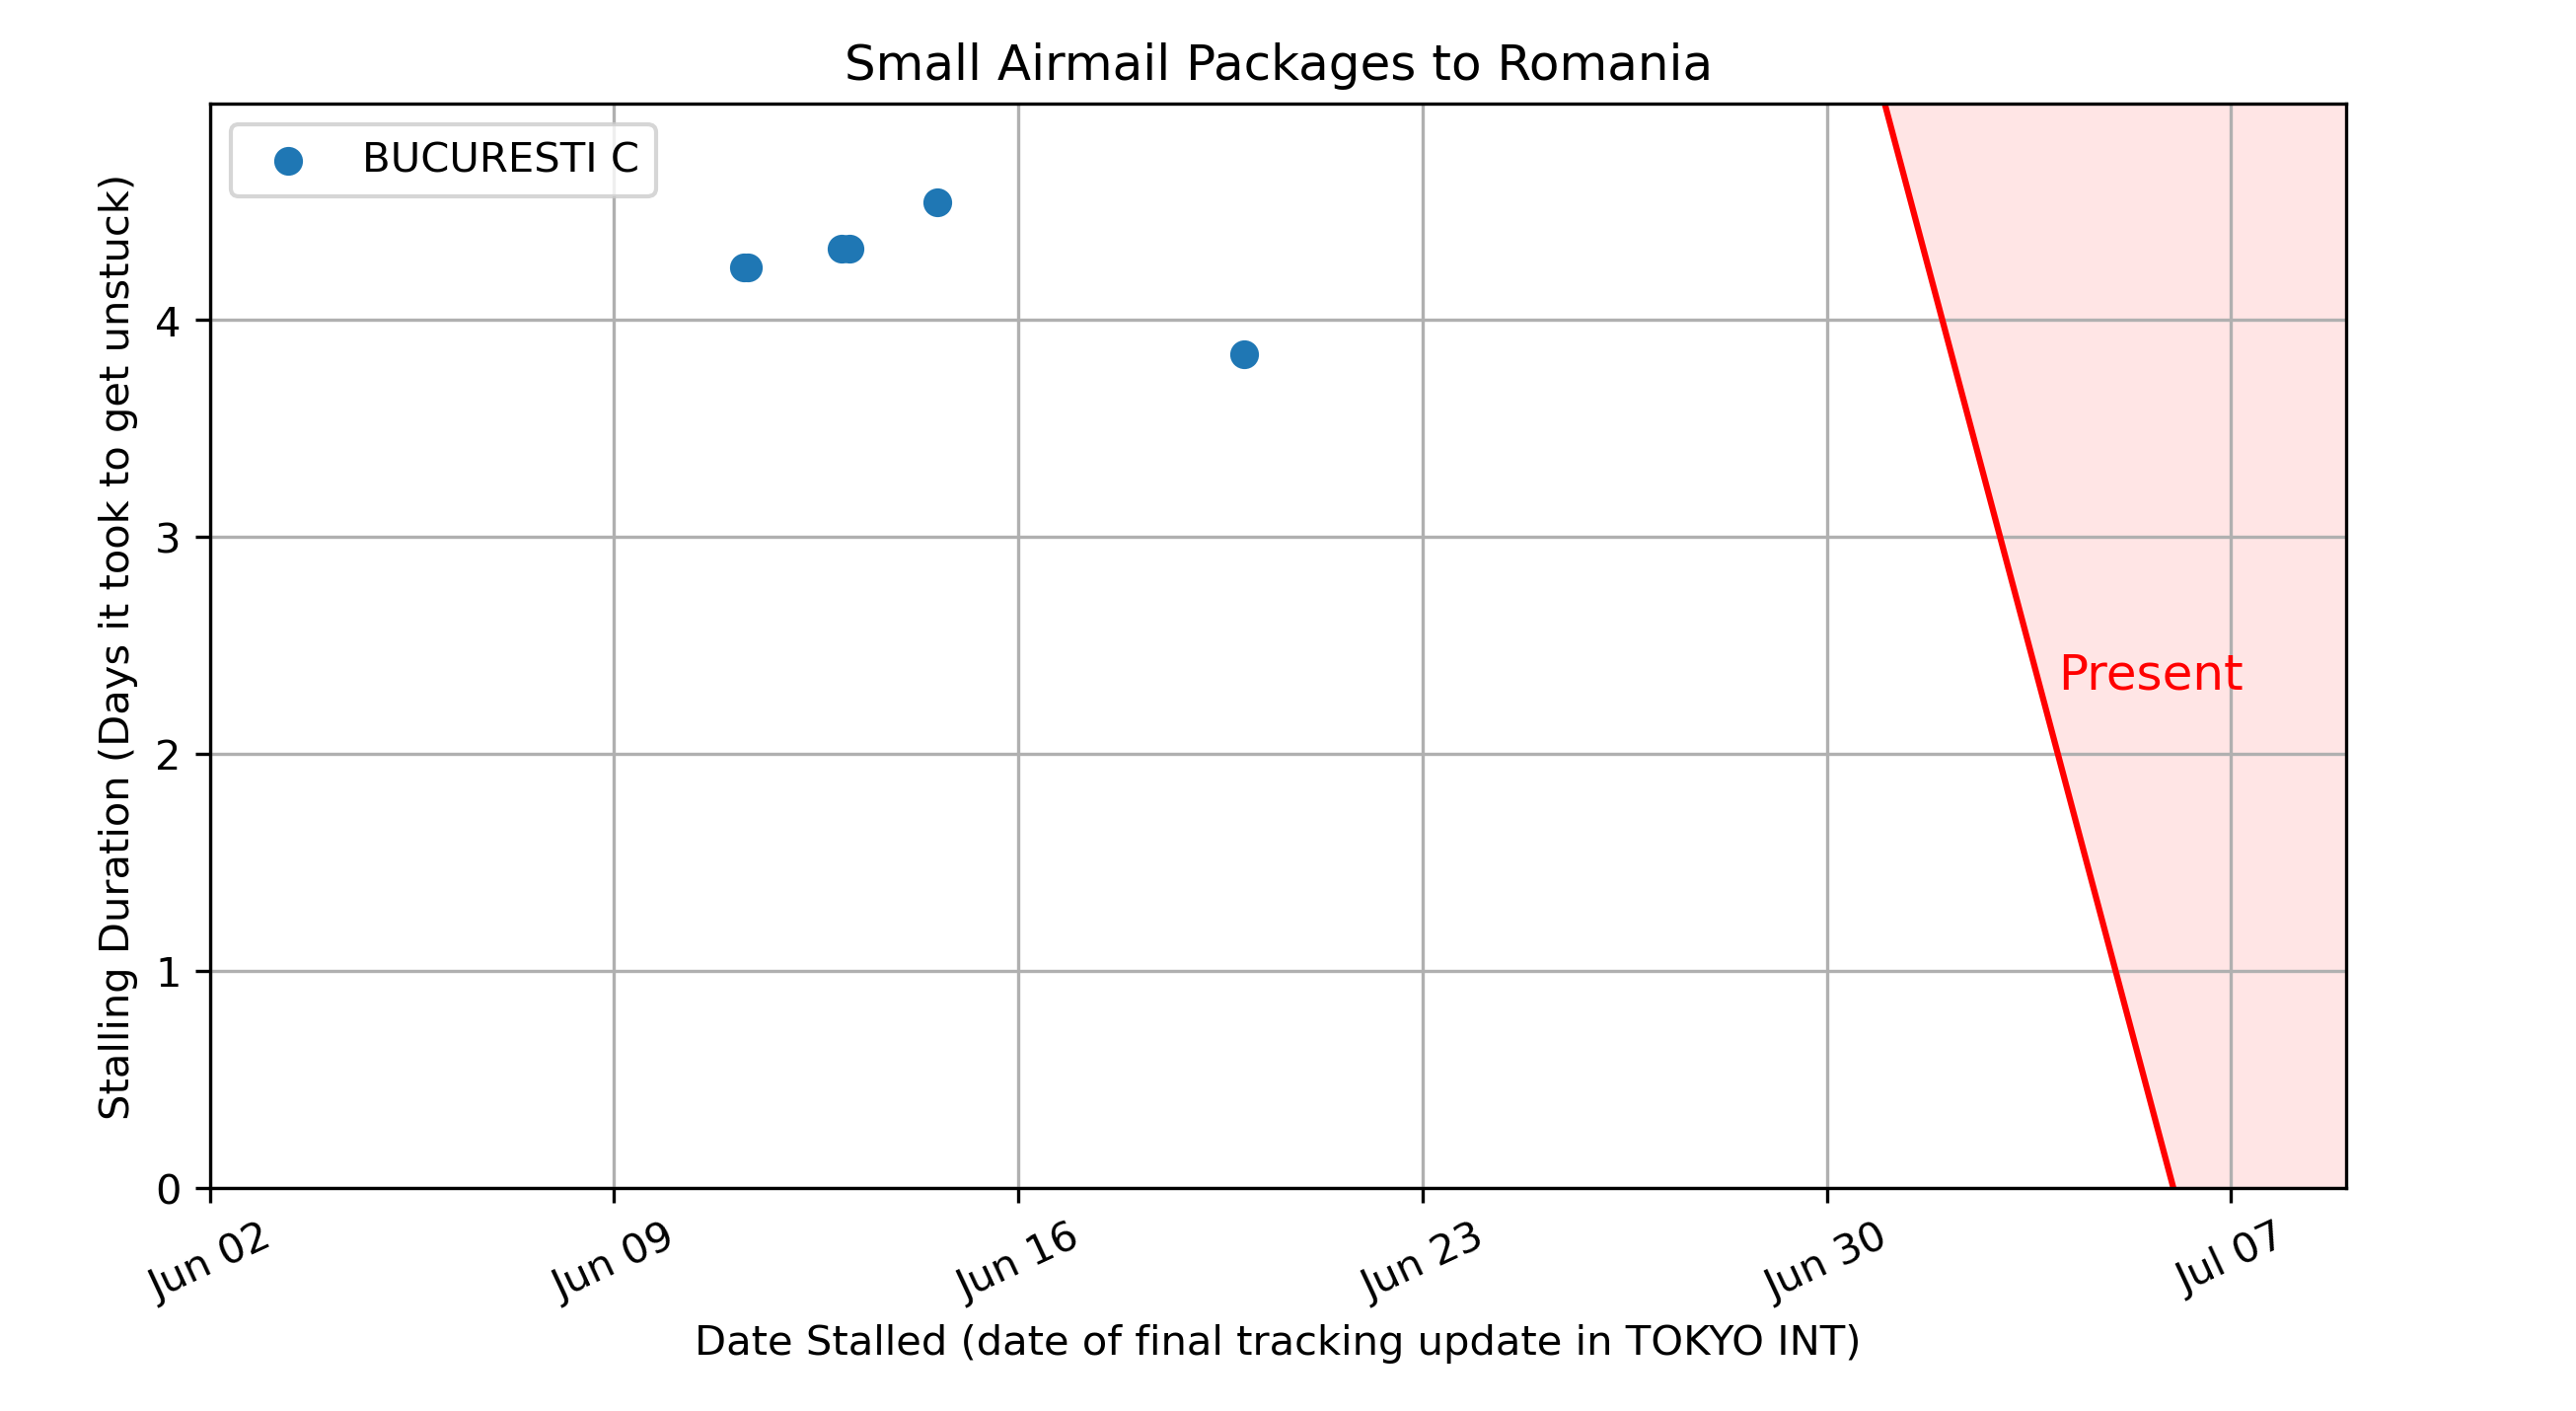 Small Airmail Packages to Romania
BUCURESTI C
Stalling Duration (Days it took to get unstuck)
4
3
2
1
0
Present
Jun 02
Jun 09
Jun 16
Jun 23
Jun 30
Jul 07
Date Stalled (date of final tracking update in TOKYO INT)